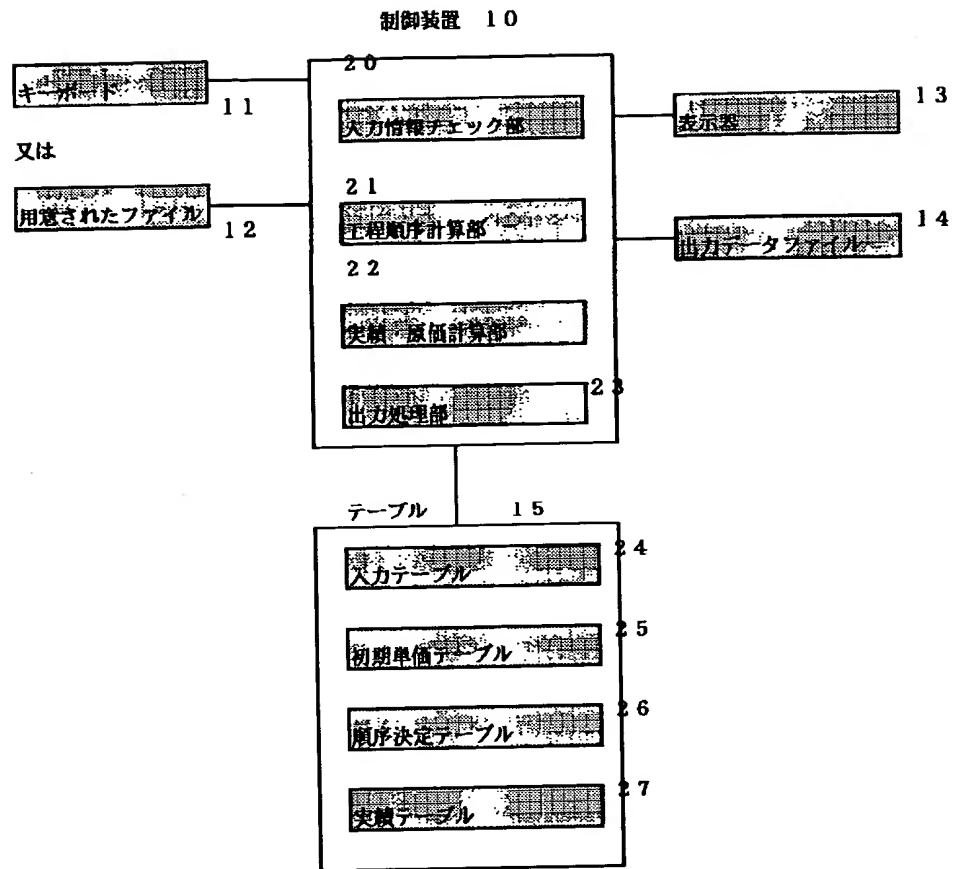 制御装置 10
20
キーボード
11
入力情報チェック部
13
表示器
又は
21
用意されたファイル
12
工程順序計算部
14
出力データファイル
22
実績・原価計算部
23
出力処理部
テーブル 15
24
入力テーブル
25
初期単価テーブル
26
順序決定テーブル
27
実績テーブル